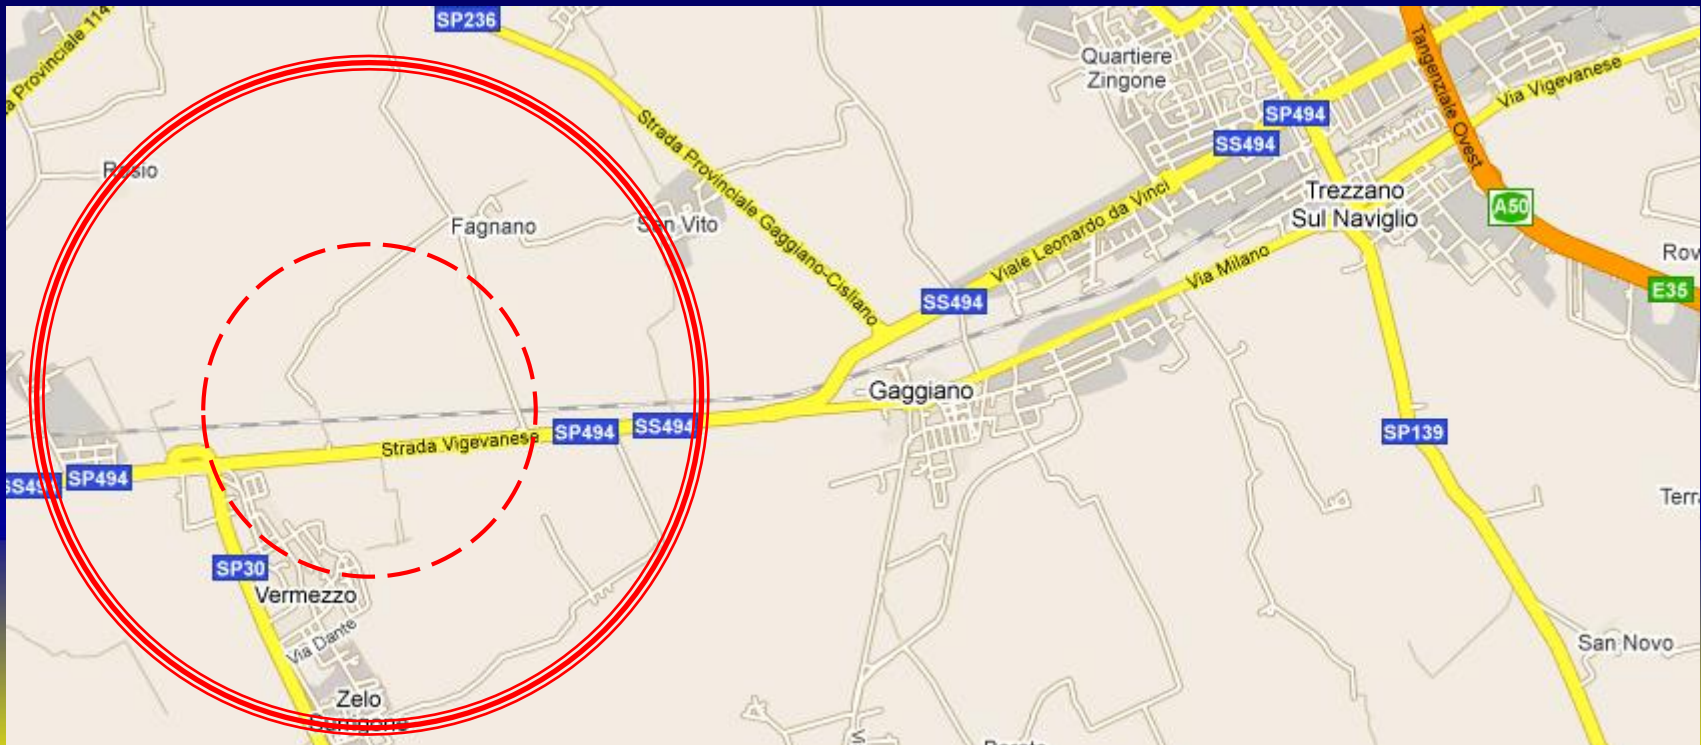 SP236
Provinciale 114
Quartiere
Zingone
Tangenziale Ovest
Via Vigevanese
SP494
SS494
Strada Provinciale Gaggiano-Cisliano
Rosio
Trezzano
Sul Naviglio
A50
Fagnano
San Vito
Viale Leonardo da Vinci
Via Milano
E35
SS494
Gaggiano
SP139
SP494
SS494
Strada Vigevanese
SP494
SP30
Vermezzo
Via Dante
San Novo
Zelo